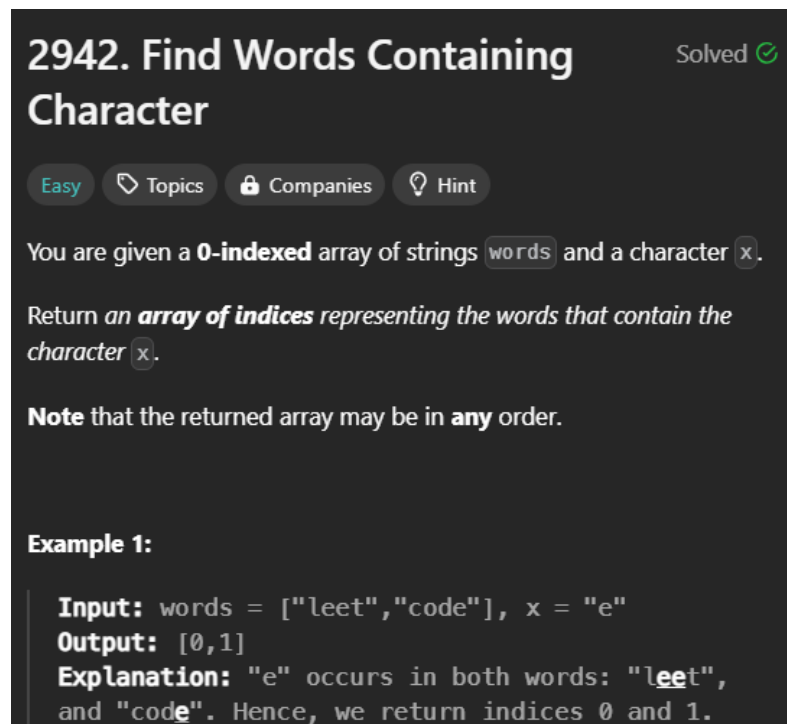 2942. Find Words Containing
Character
Solved
Easy
Topics
Companies
Hint
You are given a 0-indexed array of strings words and a character x.
Return an array of indices representing the words that contain the
character x.
Note that the returned array may be in any order.
Example 1:
Input: words = ["leet","code"], x = "e"
Output: [0,1]
Explanation: "e" occurs in both words: "leet",
and "code". Hence, we return indices 0 and 1.